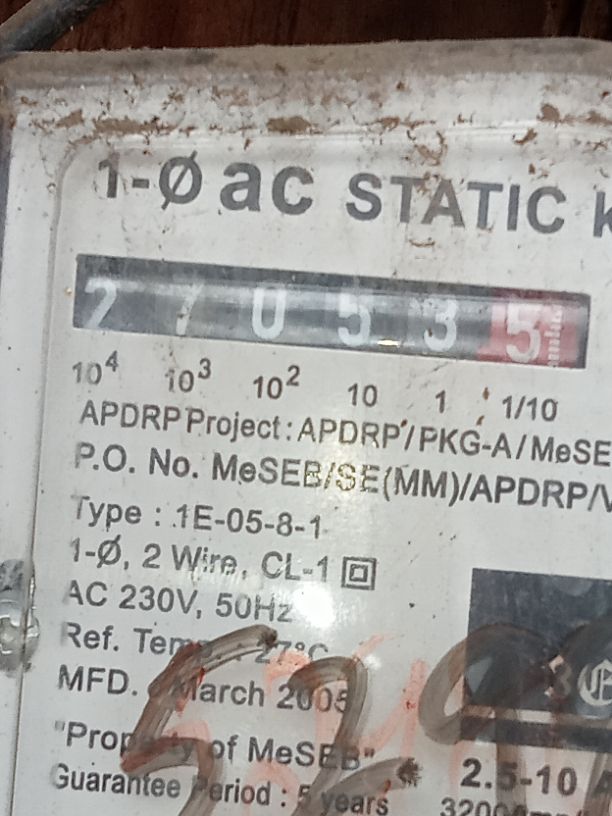 1-Ø ac STATIC k
2 7 0 5 3 5
10⁴ 10³ 10² 10 1 1/10
APDRP Project : APDRP/PKG-A/MeSE
P.O. No. MeSEB/SE(MM)/APDRP/V
Type : 1E-05-8-1
1-Ø, 2 Wire, CL-1
AC 230V, 50Hz
Ref. Temp. : 27°C
MFD. March 2005
"Property of MeSEB"
Guarantee Period : 5 years
2.5-10 A